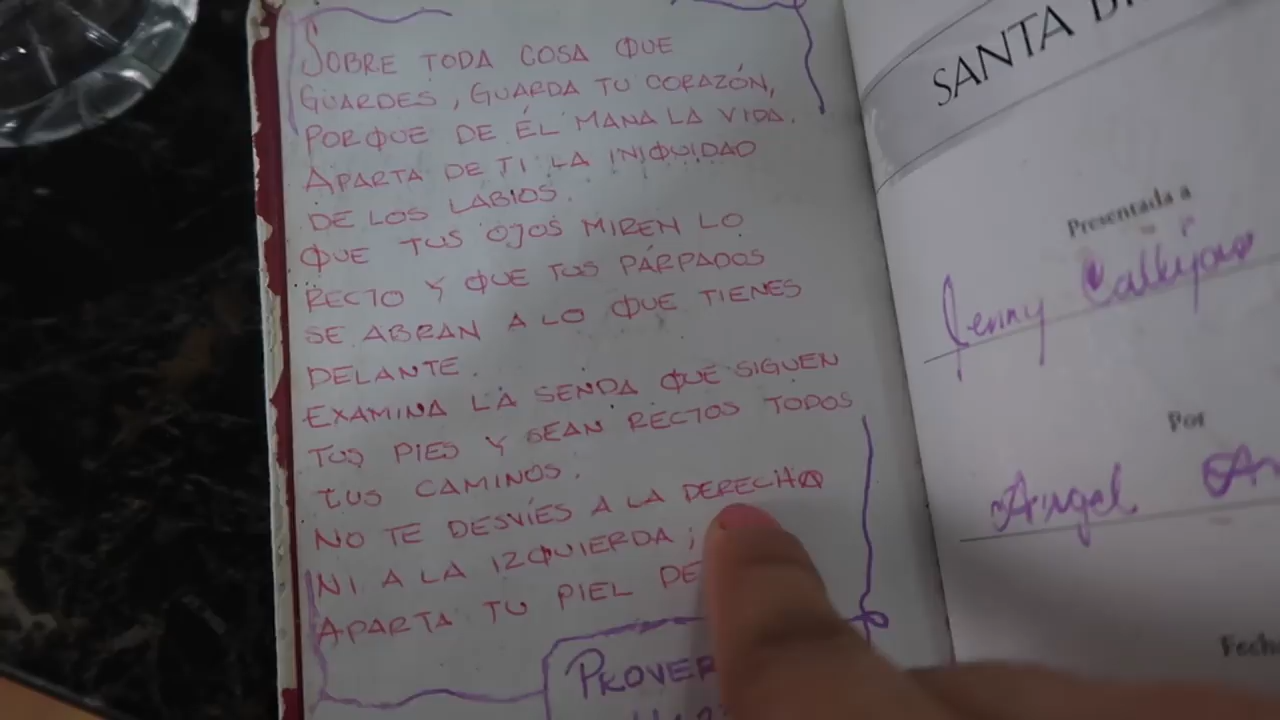 SOBRE TODA COSA QUE
GUARDES, GUARDA TU CORAZÓN,
PORQUE DE ÉL MANA LA VIDA.
APARTA DE TI LA INIQUIDAD
DE LOS LABIOS.
QUE TUS OJOS MIREN LO
RECTO Y QUE TUS PÁRPADOS
SE ABRAN A LO QUE TIENES
DELANTE.
EXAMINA LA SENDA QUE SIGUEN
TUS PIES Y SEAN RECTOS TODOS
TUS CAMINOS.
NO TE DESVÍES A LA DERECHA
NI A LA IZQUIERDA;
APARTA TU PIEL DE
PROVER
SANTA
Presentada a
Jenny
Por
Angel
Fecha